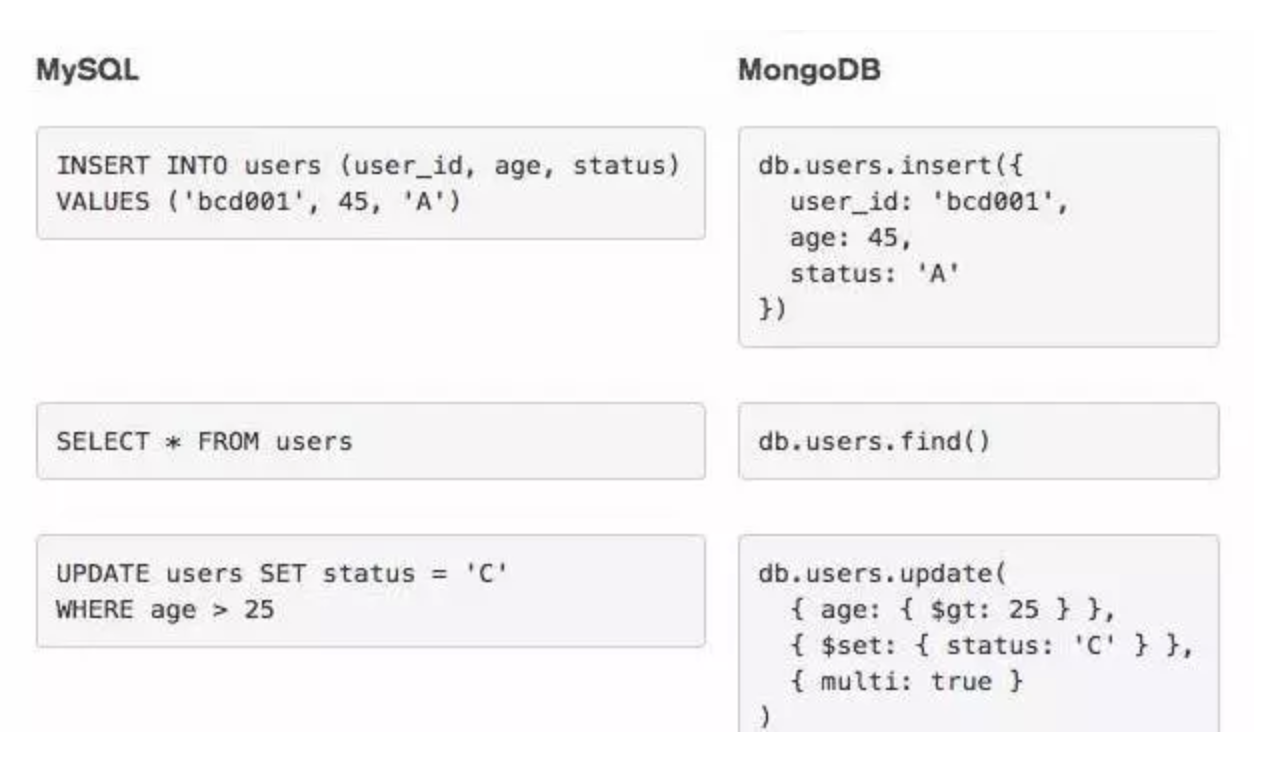 MySQL
MongoDB
INSERT INTO users (user_id, age, status)
VALUES ('bcd001', 45, 'A')
db.users.insert({
  user_id: 'bcd001',
  age: 45,
  status: 'A'
})
SELECT * FROM users
db.users.find()
UPDATE users SET status = 'C'
WHERE age > 25
db.users.update(
  { age: { $gt: 25 } },
  { $set: { status: 'C' } },
  { multi: true }
)